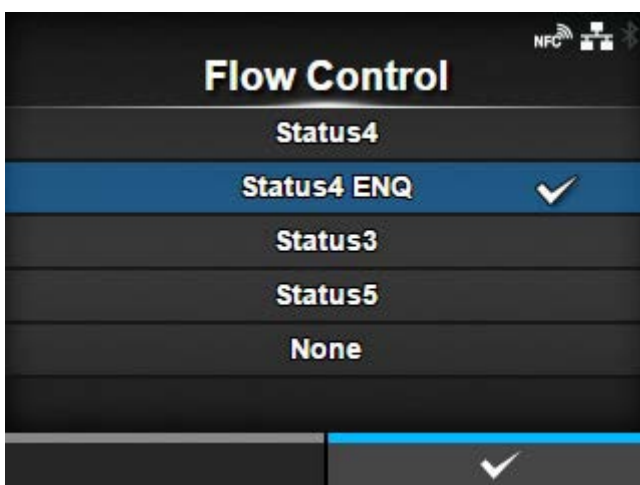 NFC
Flow Control
Status4
Status4 ENQ
Status3
Status5
None